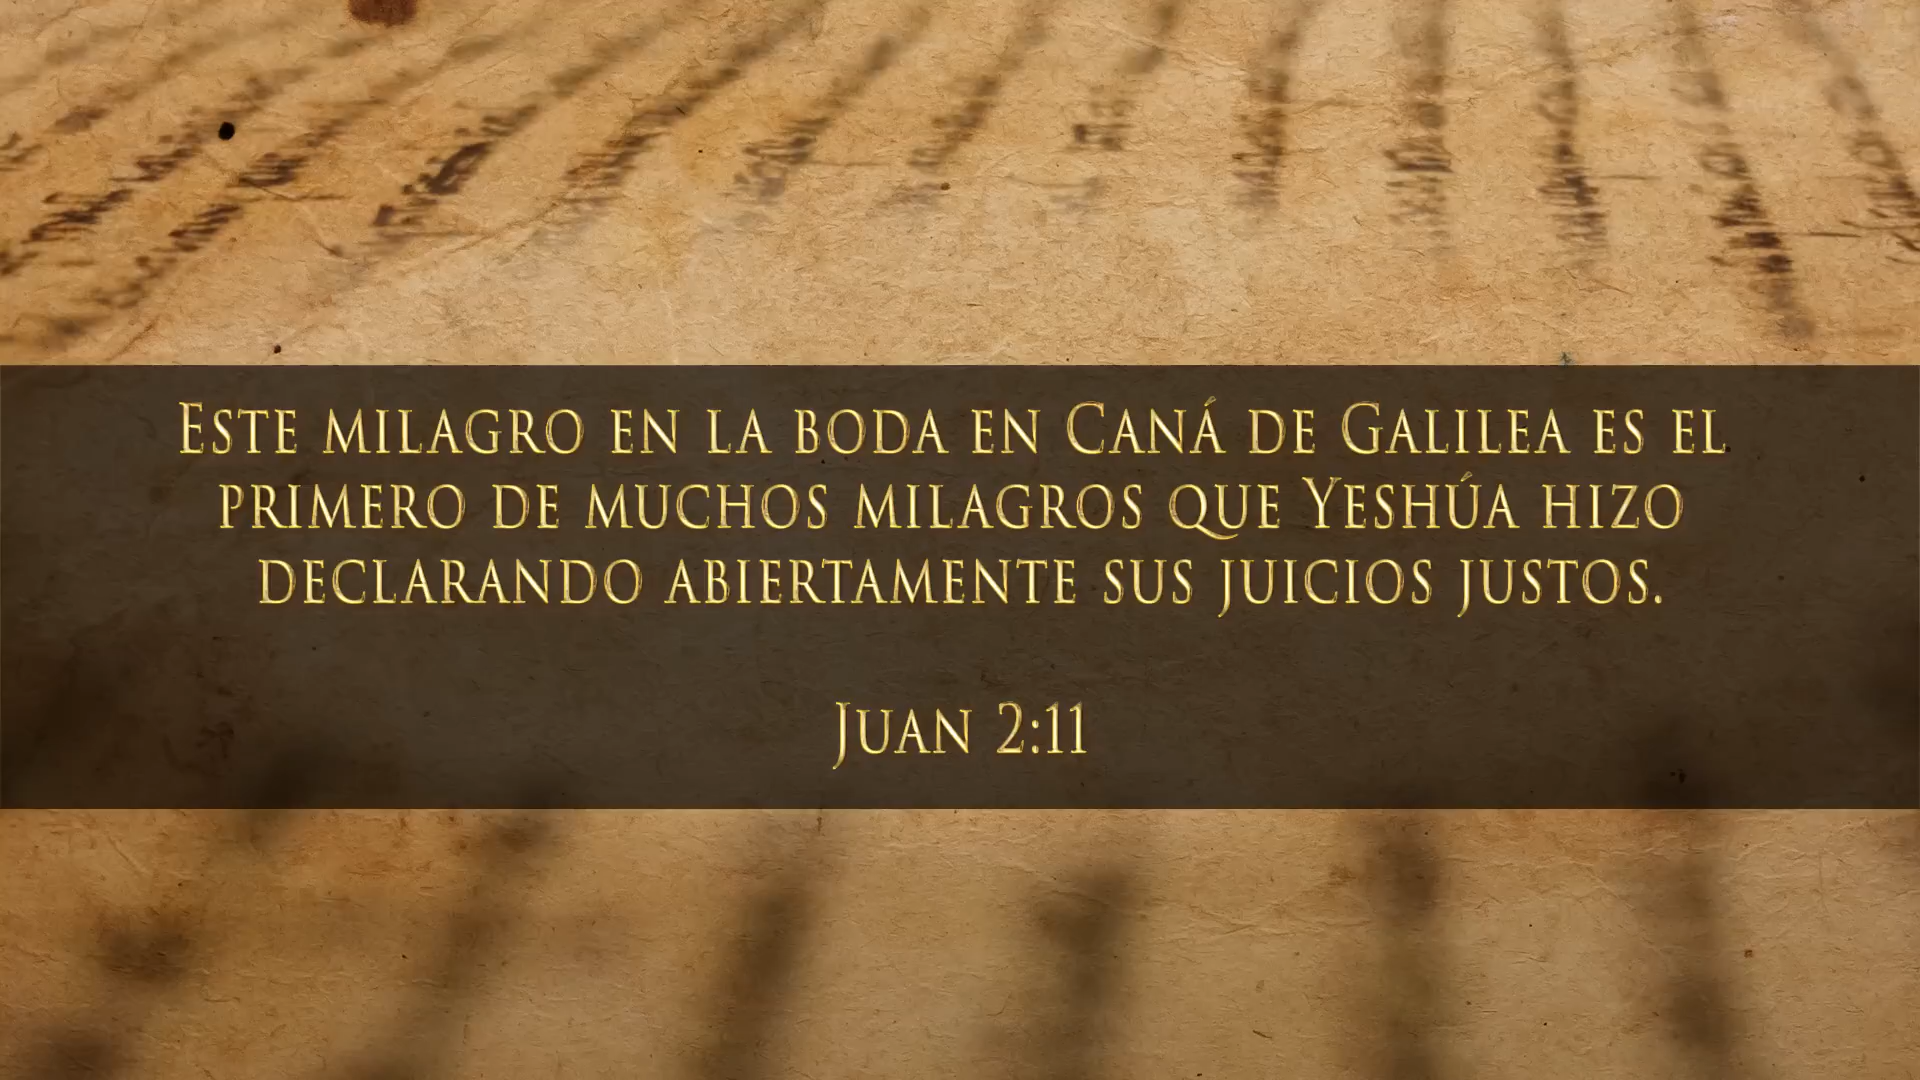 Este milagro en la boda en Caná de Galilea es el
primero de muchos milagros que Yeshúa hizo
declarando abiertamente sus juicios justos.
Juan 2:11